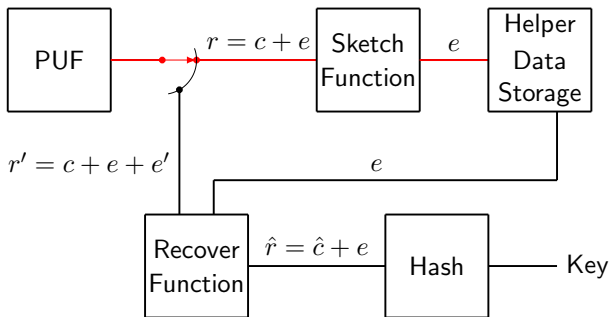 PUF
r = c + e
Sketch
Function
e
Helper
Data
Storage
r′ = c + e + e′
e
Recover
Function
r̂ = ĉ + e
Hash
Key